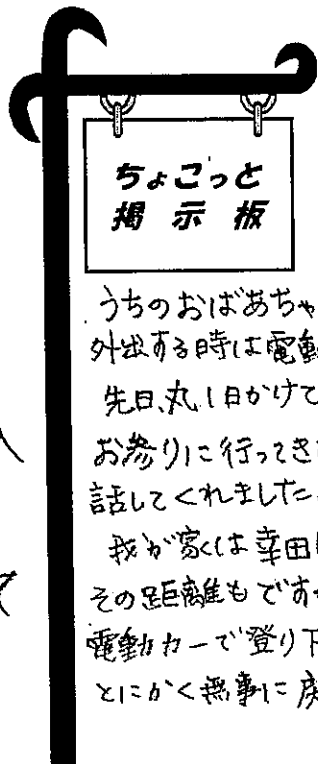 ちょこっと
掲示板
うちのおばあちゃ
外出する時は電動
先日、丸1日かけて
お参りに行ってき
話してくれました
我が家は幸田
その距離もですが
電動カーで登り下
とにかく無事に